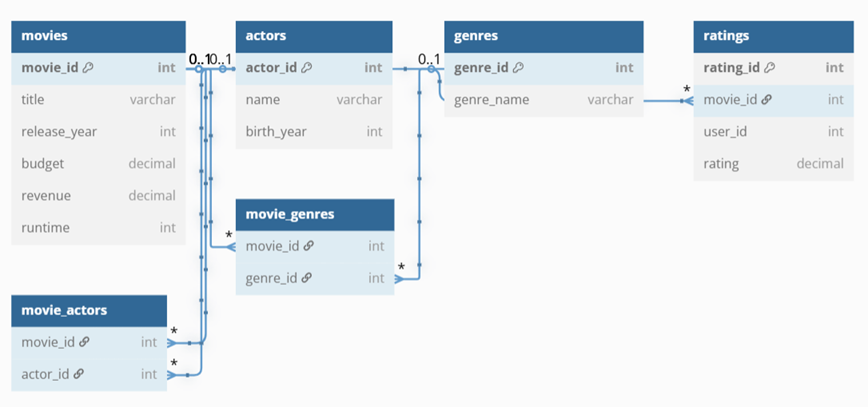 movies
movie_id int
title varchar
release_year int
budget decimal
revenue decimal
runtime int
0..1
0..1
actors
actor_id int
name varchar
birth_year int
0..1
genres
genre_id int
genre_name varchar
ratings
rating_id int
* movie_id int
user_id int
rating decimal
movie_genres
* movie_id int
genre_id int *
movie_actors
movie_id int *
actor_id int *